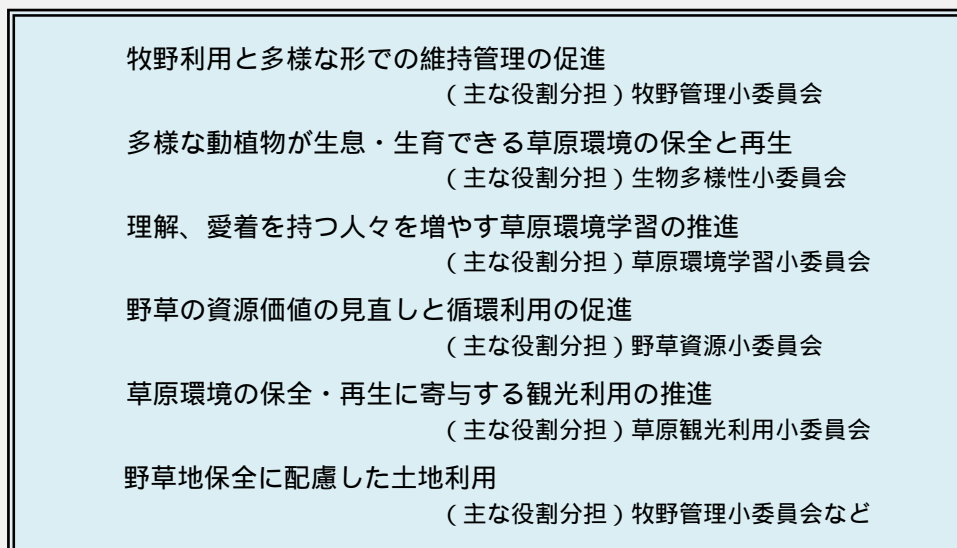 牧野利用と多様な形での維持管理の促進
（主な役割分担）牧野管理小委員会
多様な動植物が生息・生育できる草原環境の保全と再生
（主な役割分担）生物多様性小委員会
理解、愛着を持つ人々を増やす草原環境学習の推進
（主な役割分担）草原環境学習小委員会
野草の資源価値の見直しと循環利用の促進
（主な役割分担）野草資源小委員会
草原環境の保全・再生に寄与する観光利用の推進
（主な役割分担）草原観光利用小委員会
野草地保全に配慮した土地利用
（主な役割分担）牧野管理小委員会など